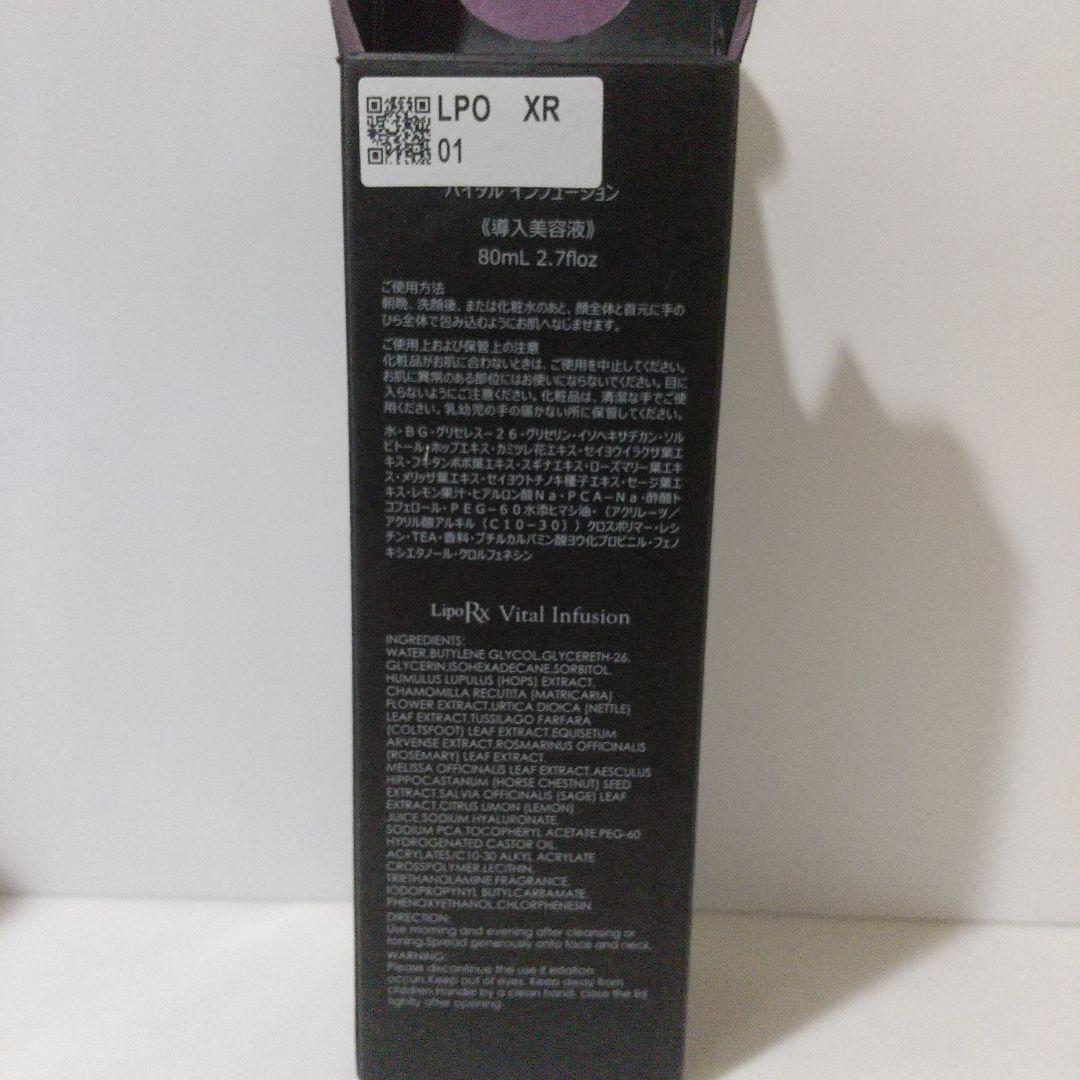 LPO XR
01
バイタル インフュージョン
《導入美容液》
80mL 2.7floz
ご使用方法
朝晩、洗顔後、または化粧水のあと、顔全体と首元に手の
ひら全体で包み込むようにお肌へなじませます。
ご使用上および保管上の注意
化粧品がお肌に合わないときは、ご使用を中止してください。
お肌に異常のある部位にはお使いにならないでください。目に
入らないようにご注意ください。化粧品は、清潔な手でご使
用ください。乳幼児の手の届かない所に保管してください。
水・BG・グリセレス-26・グリセリン・イソヘキサデカン・ソル
ビトール・ホップエキス・カミツレ花エキス・セイヨウイラクサ葉エ
キス・フキタンポポ葉エキス・スギナエキス・ローズマリー葉エキ
ス・メリッサ葉エキス・セイヨウトチノキ種子エキス・セージ葉エ
キス・レモン果汁・ヒアルロン酸Na・PCA-Na・酢酸ト
コフェロール・PEG-60水添ヒマシ油・(アクリレーツ/
アクリル酸アルキル(C10-30))クロスポリマー・レシ
チン・TEA・香料・ブチルカルバミン酸ヨウ化プロピニル・フェノ
キシエタノール・クロルフェネシン
LipoRx Vital Infusion
INGREDIENTS:
WATER.BUTYLENE GLYCOL.GLYCERETH-26.
GLYCERIN.ISOHEXADECANE.SORBITOL.
HUMULUS LUPULUS (HOPS) EXTRACT.
CHAMOMILLA RECUTITA (MATRICARIA)
FLOWER EXTRACT.URTICA DIOICA (NETTLE)
LEAF EXTRACT.TUSSILAGO FARFARA
(COLTSFOOT) LEAF EXTRACT.EQUISETUM
ARVENSE EXTRACT.ROSMARINUS OFFICINALIS
(ROSEMARY) LEAF EXTRACT.
MELISSA OFFICINALIS LEAF EXTRACT.AESCULUS
HIPPOCASTANUM (HORSE CHESTNUT) SEED
EXTRACT.SALVIA OFFICINALIS (SAGE) LEAF
EXTRACT.CITRUS LIMON (LEMON)
JUICE.SODIUM HYALURONATE.
SODIUM PCA.TOCOPHERYL ACETATE.PEG-60
HYDROGENATED CASTOR OIL.
ACRYLATES/C10-30 ALKYL ACRYLATE
CROSSPOLYMER.LECITHIN.
TRIETHANOLAMINE.FRAGRANCE.
IODOPROPYNYL BUTYLCARBAMATE.
PHENOXYETHANOL.CHLORPHENESIN
DIRECTION:
Use morning and evening after cleansing or
toning.Spread generously onto face and neck.
WARNING:
Please discontinue the use if
occurs.Keep out of eyes. Keep away from
children.Handle by a clean hand. close the lid
tightly after opening.